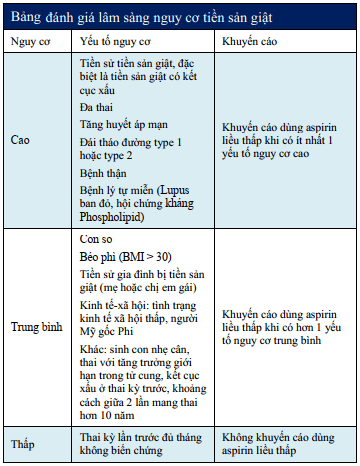 Bảng đánh giá lâm sàng nguy cơ tiền sản giật
Nguy cơ
Yếu tố nguy cơ
Khuyến cáo
Cao
Tiền sử tiền sản giật, đặc
biệt là tiền sản giật có kết
cục xấu
Đa thai
Tăng huyết áp mạn
Đái tháo đường type 1
hoặc type 2
Bệnh thận
Bệnh lý tự miễn (Lupus
ban đỏ, hội chứng kháng
Phospholipid)
Khuyến cáo dùng aspirin
liều thấp khi có ít nhất 1
yếu tố nguy cơ cao
Trung bình
Con so
Béo phì (BMI > 30)
Tiền sử gia đình bị tiền sản
giật (mẹ hoặc chị em gái)
Kinh tế-xã hội: tình trạng
kinh tế xã hội thấp, người
Mỹ gốc Phi
Khác: sinh con nhẹ cân,
thai với tăng trưởng giới
hạn trong tử cung, kết cục
xấu ở thai kỳ trước, khoảng
cách giữa 2 lần mang thai
hơn 10 năm
Khuyến cáo dùng aspirin
liều thấp khi có hơn 1 yếu
tố nguy cơ trung bình
Thấp
Thai kỳ lần trước đủ tháng
không biến chứng
Không khuyến cáo dùng
aspirin liều thấp